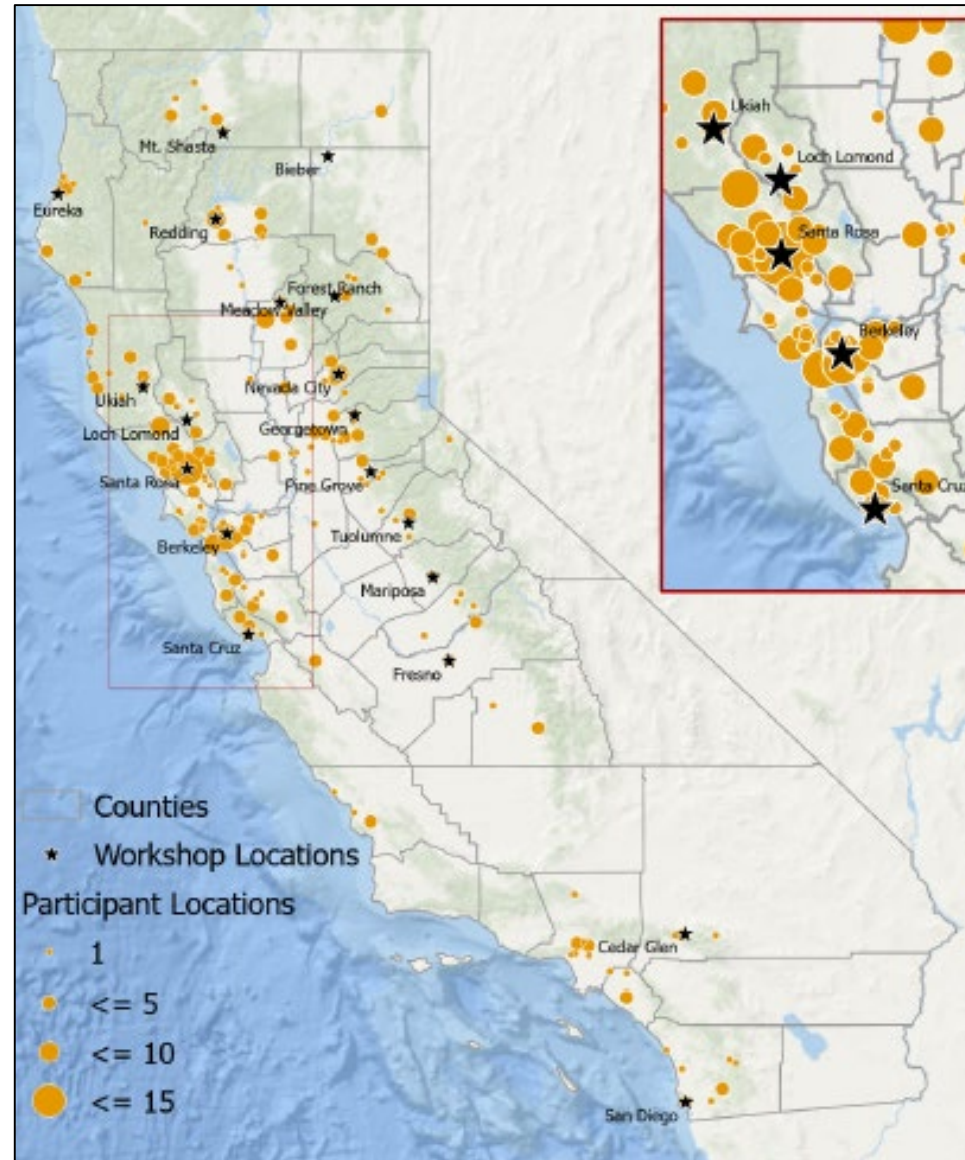 Mt. Shasta
Bieber
Eureka
Redding
Forest Ranch
Meadow Valley
Nevada City
Ukiah
Georgetown
Loch Lomond
Santa Rosa
Pine Grove
Berkeley
Tuolumne
Mariposa
Santa Cruz
Fresno
Cedar Glen
San Diego
Ukiah
Loch Lomond
Santa Rosa
Berkeley
Santa Cruz
Counties
Workshop Locations
Participant Locations
1
<= 5
<= 10
<= 15